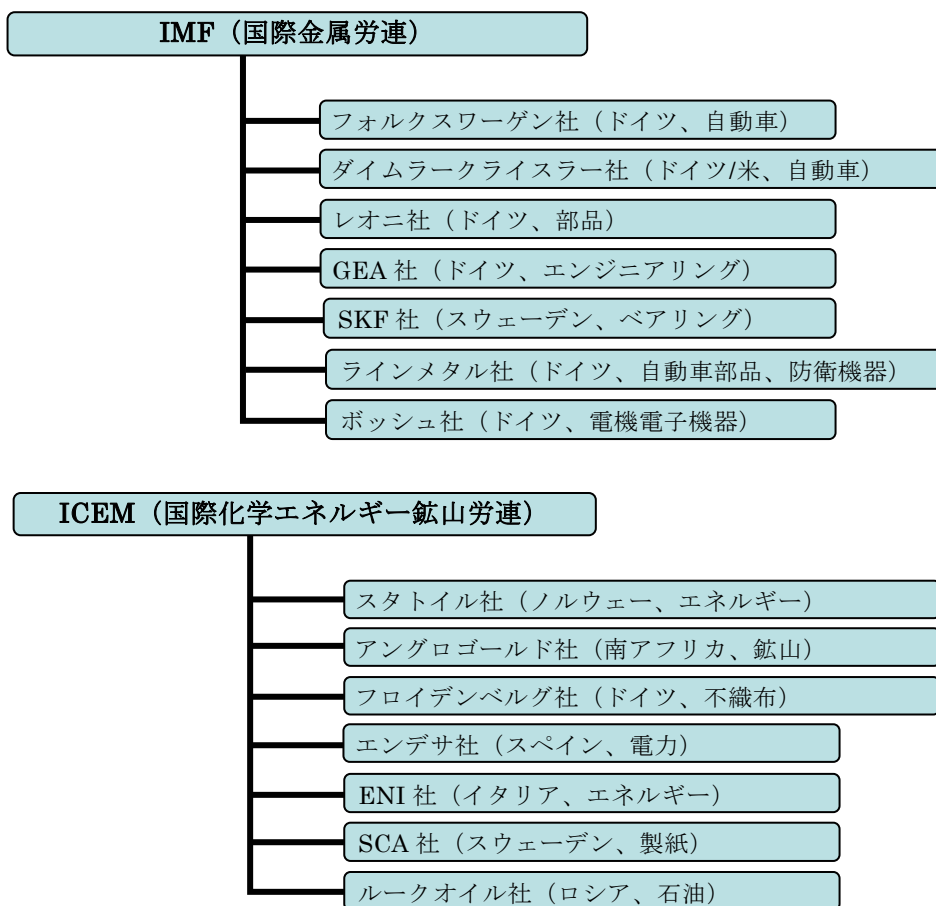 IMF（国際金属労連）
フォルクスワーゲン社（ドイツ、自動車）
ダイムラークライスラー社（ドイツ/米、自動車）
レオニ社（ドイツ、部品）
GEA 社（ドイツ、エンジニアリング）
SKF 社（スウェーデン、ベアリング）
ラインメタル社（ドイツ、自動車部品、防衛機器）
ボッシュ社（ドイツ、電機電子機器）
ICEM（国際化学エネルギー鉱山労連）
スタトイル社（ノルウェー、エネルギー）
アングロゴールド社（南アフリカ、鉱山）
フロイデンベルグ社（ドイツ、不織布）
エンデサ社（スペイン、電力）
ENI 社（イタリア、エネルギー）
SCA 社（スウェーデン、製紙）
ルークオイル社（ロシア、石油）